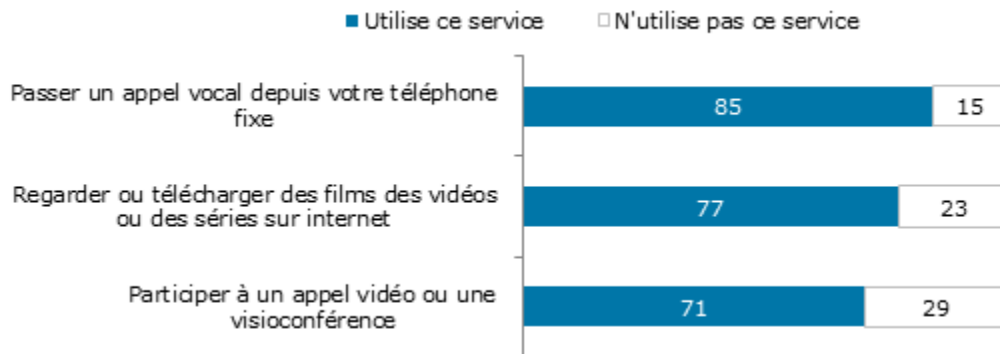 Utilise ce service N'utilise pas ce service
Passer un appel vocal depuis votre téléphone
fixe
85 15
Regarder ou télécharger des films des vidéos
ou des séries sur internet
77 23
Participer à un appel vidéo ou une
visioconférence
71 29